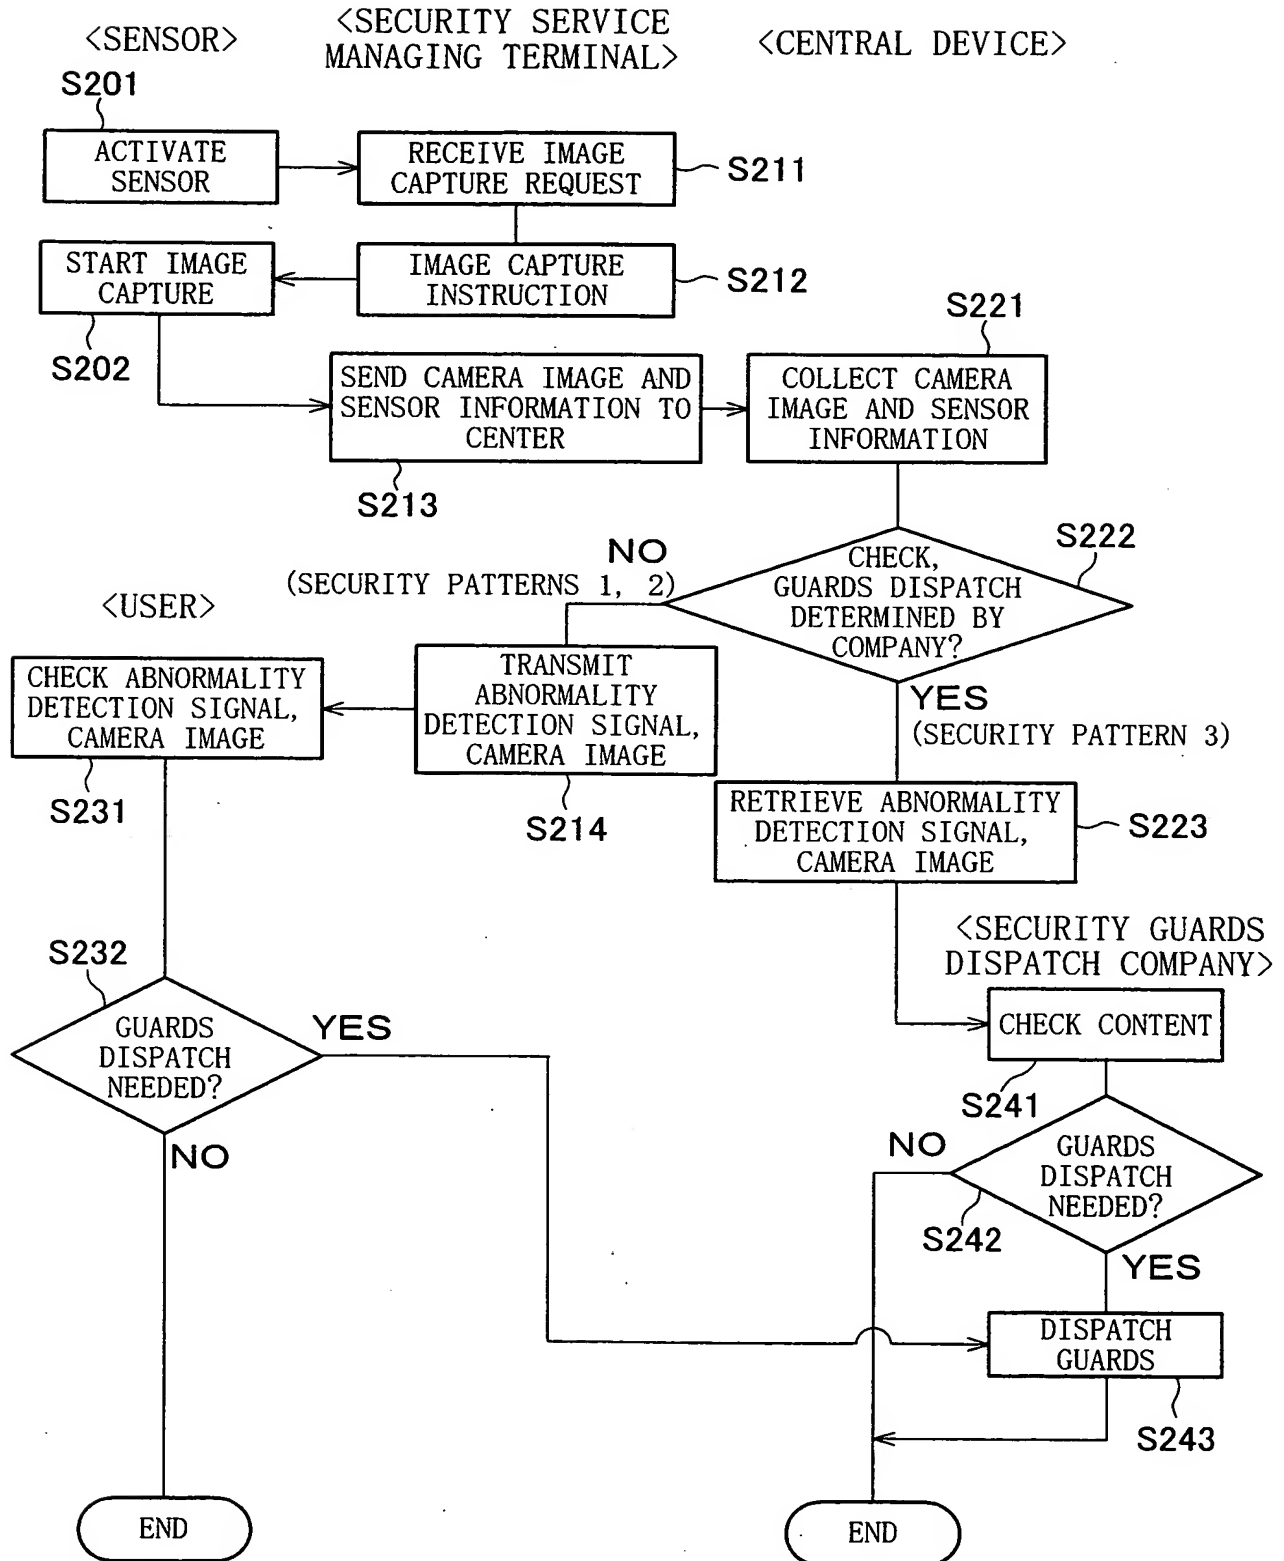 <SENSOR>
<SECURITY SERVICE
MANAGING TERMINAL>
<CENTRAL DEVICE>
S201
ACTIVATE
SENSOR
RECEIVE IMAGE
CAPTURE REQUEST
S211
START IMAGE
CAPTURE
S202
IMAGE CAPTURE
INSTRUCTION
S212
S221
SEND CAMERA IMAGE AND
SENSOR INFORMATION TO
CENTER
S213
COLLECT CAMERA
IMAGE AND SENSOR
INFORMATION
S222
CHECK,
GUARDS DISPATCH
DETERMINED BY
COMPANY?
NO
(SECURITY PATTERNS 1, 2)
<USER>
CHECK ABNORMALITY
DETECTION SIGNAL,
CAMERA IMAGE
S231
TRANSMIT
ABNORMALITY
DETECTION SIGNAL,
CAMERA IMAGE
S214
YES
(SECURITY PATTERN 3)
RETRIEVE ABNORMALITY
DETECTION SIGNAL,
CAMERA IMAGE
S223
<SECURITY GUARDS
DISPATCH COMPANY>
S232
GUARDS
DISPATCH
NEEDED?
YES
NO
CHECK CONTENT
S241
NO
GUARDS
DISPATCH
NEEDED?
S242
YES
DISPATCH
GUARDS
S243
END
END